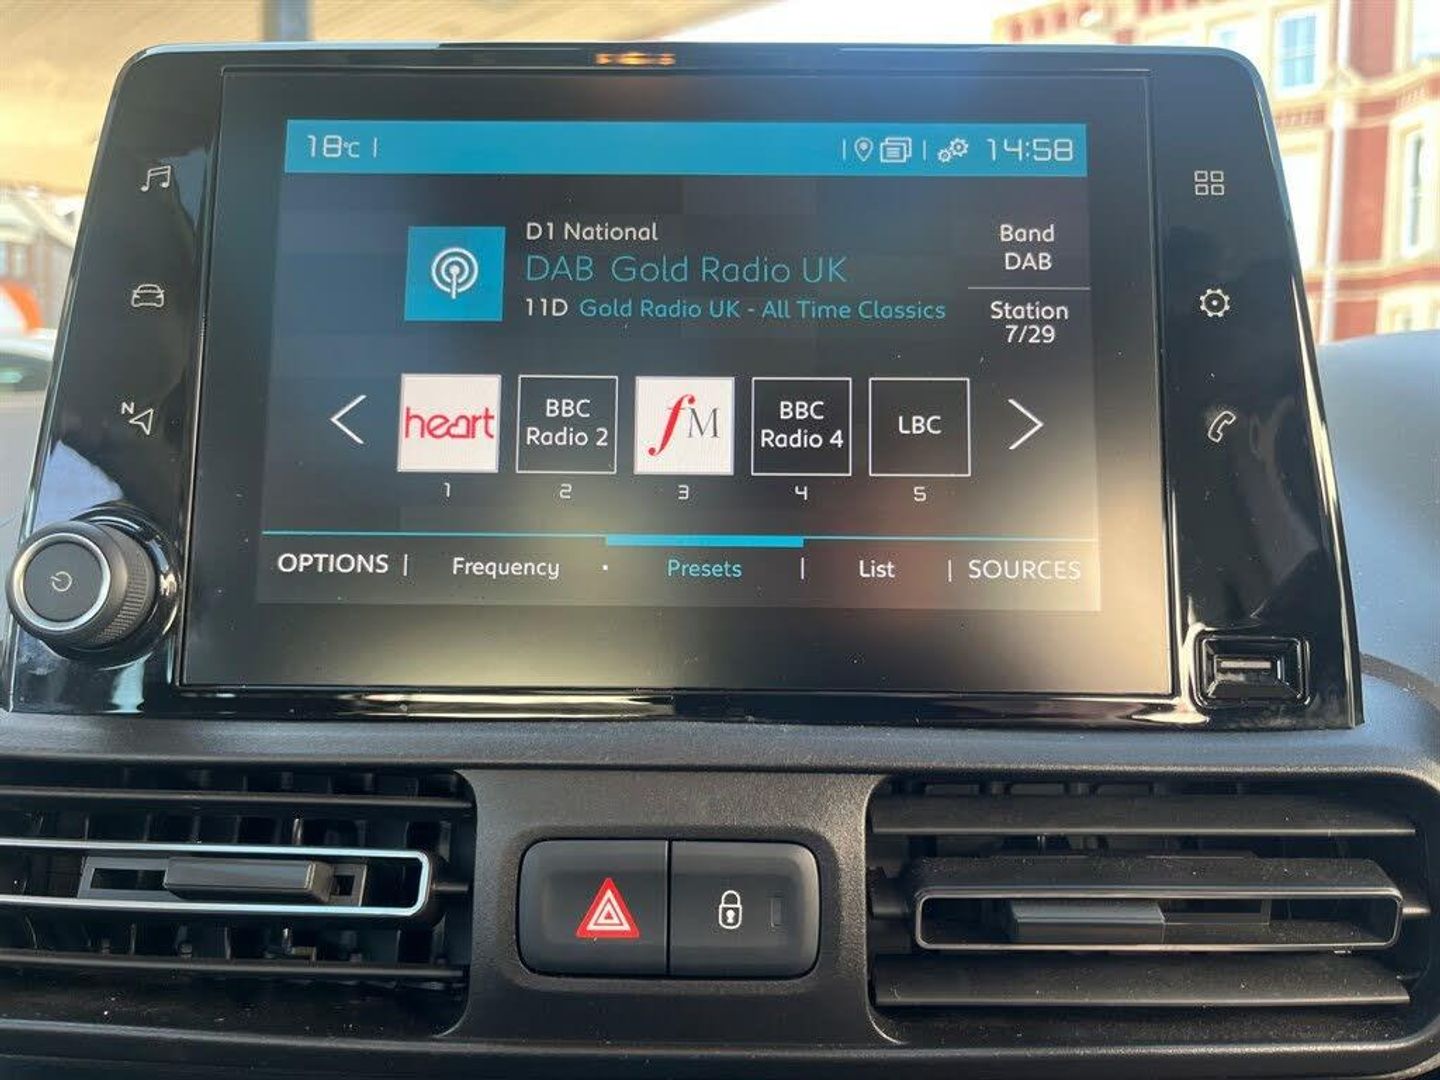 18°C
14:58
D1 National
DAB Gold Radio UK
11D Gold Radio UK - All Time Classics
Band
DAB
Station
7/29
heart
BBC
Radio 2
fM
BBC
Radio 4
LBC
1 2 3 4 5
OPTIONS | Frequency · Presets | List | SOURCES
N